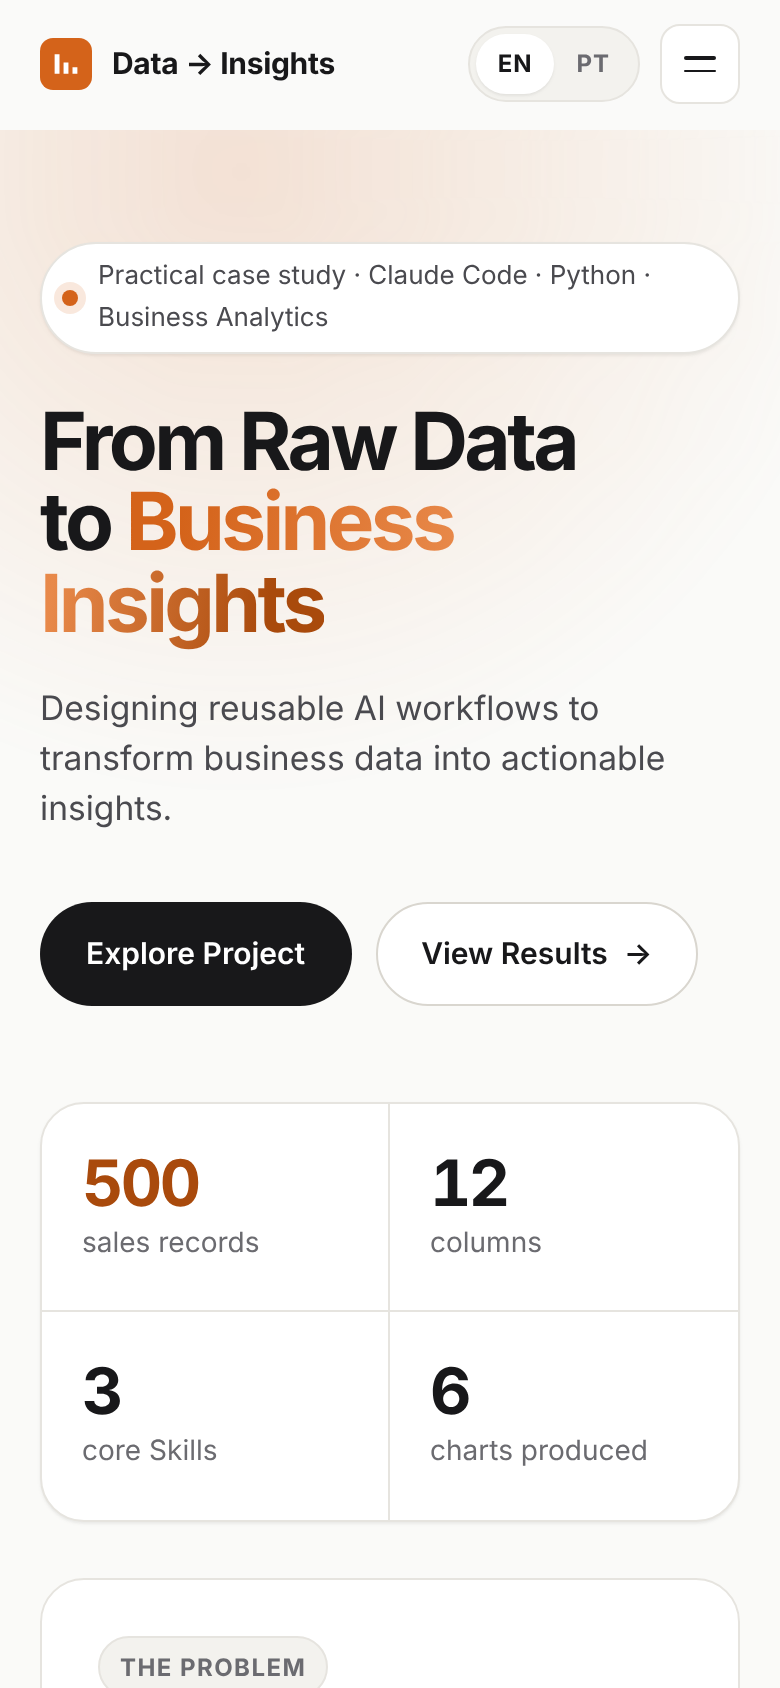 Data → Insights
EN
PT
Practical case study · Claude Code · Python ·
Business Analytics
From Raw Data
to Business
Insights
Designing reusable AI workflows to
transform business data into actionable
insights.
Explore Project
View Results →
500
sales records
12
columns
3
core Skills
6
charts produced
THE PROBLEM